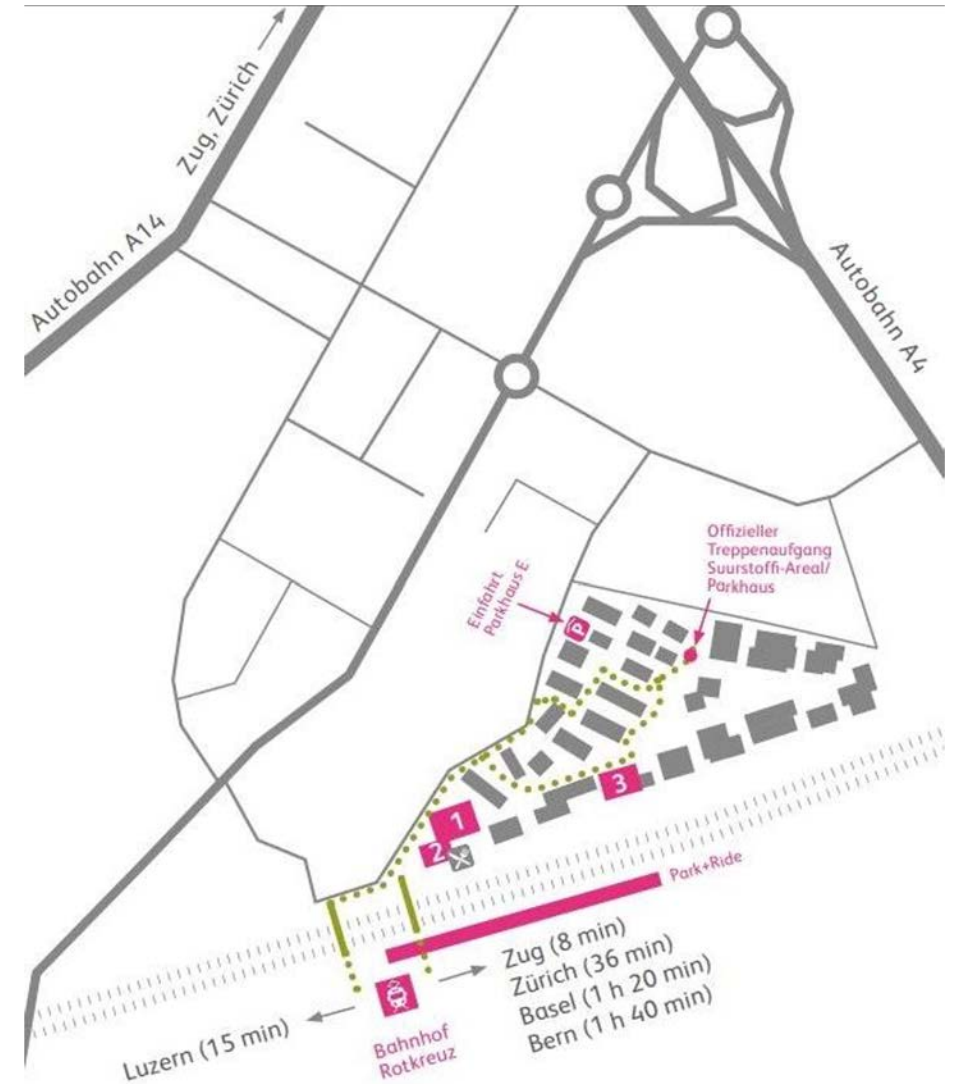 Zug, Zürich
Autobahn A14
Autobahn A4
Offizieller
Treppenaufgang
Suurstoffi-Areal/
Parkhaus
Einfahrt
Parkhaus E.
P
3
1
2
Park+Ride
Zug (8 min)
Zürich (36 min)
Basel (1 h 20 min)
Bern (1 h 40 min)
Luzern (15 min)
Bahnhof
Rotkreuz